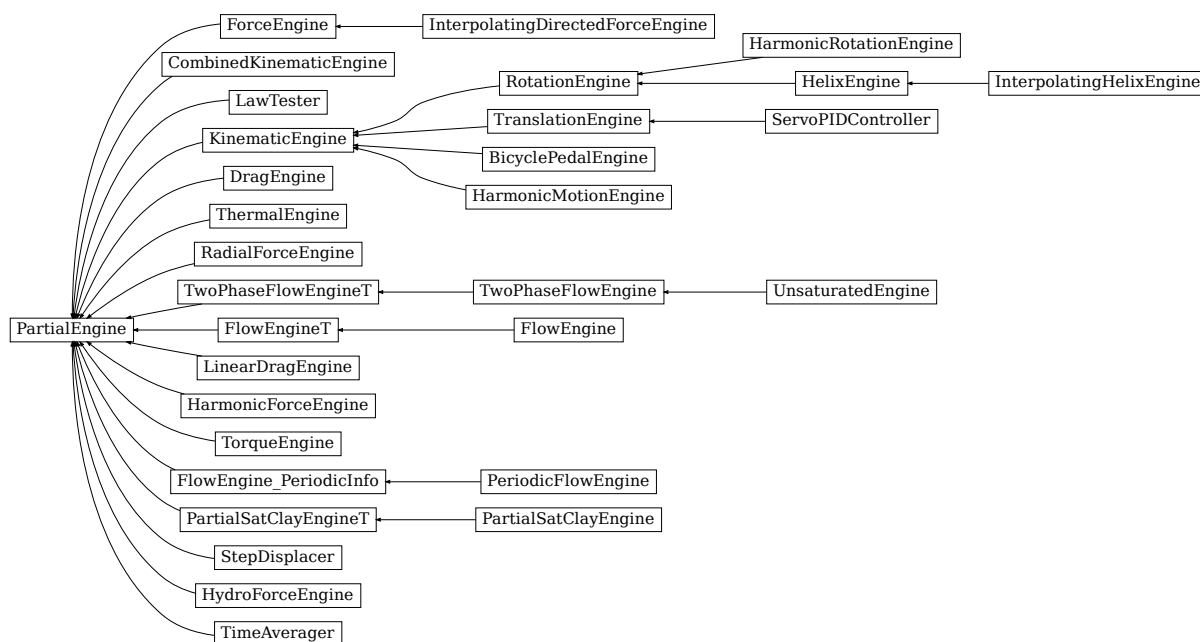 ForceEngine
InterpolatingDirectedForceEngine
HarmonicRotationEngine
CombinedKinematicEngine
RotationEngine
HelixEngine
InterpolatingHelixEngine
LawTester
TranslationEngine
ServoPIDController
KinematicEngine
BicyclePedalEngine
DragEngine
HarmonicMotionEngine
ThermalEngine
RadialForceEngine
TwoPhaseFlowEngineT
TwoPhaseFlowEngine
UnsaturatedEngine
PartialEngine
FlowEngineT
FlowEngine
LinearDragEngine
HarmonicForceEngine
TorqueEngine
FlowEngine_PeriodicInfo
PeriodicFlowEngine
PartialSatClayEngineT
PartialSatClayEngine
StepDisplacer
HydroForceEngine
TimeAverager